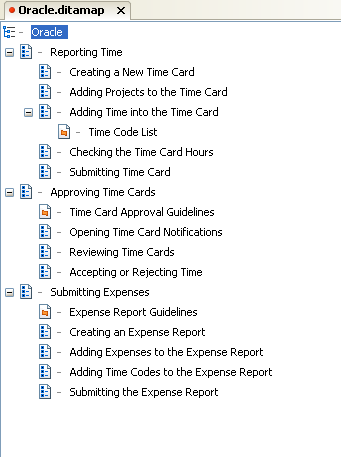 Oracle.ditamap
Oracle
Reporting Time
Creating a New Time Card
Adding Projects to the Time Card
Adding Time into the Time Card
Time Code List
Checking the Time Card Hours
Submitting Time Card
Approving Time Cards
Time Card Approval Guidelines
Opening Time Card Notifications
Reviewing Time Cards
Accepting or Rejecting Time
Submitting Expenses
Expense Report Guidelines
Creating an Expense Report
Adding Expenses to the Expense Report
Adding Time Codes to the Expense Report
Submitting the Expense Report